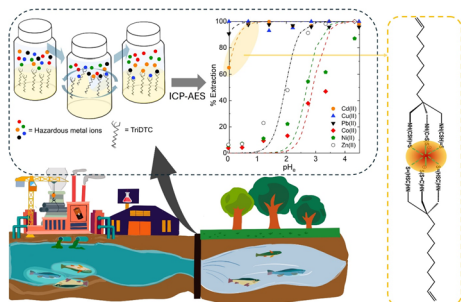 = Hazardous metal ions
= TriDTC
ICP-AES
% Extraction
100
80
60
40
20
0
0
1
2
3
4
pHe
Cd(II)
Cu(II)
Pb(II)
Co(II)
Ni(II)
Zn(II)